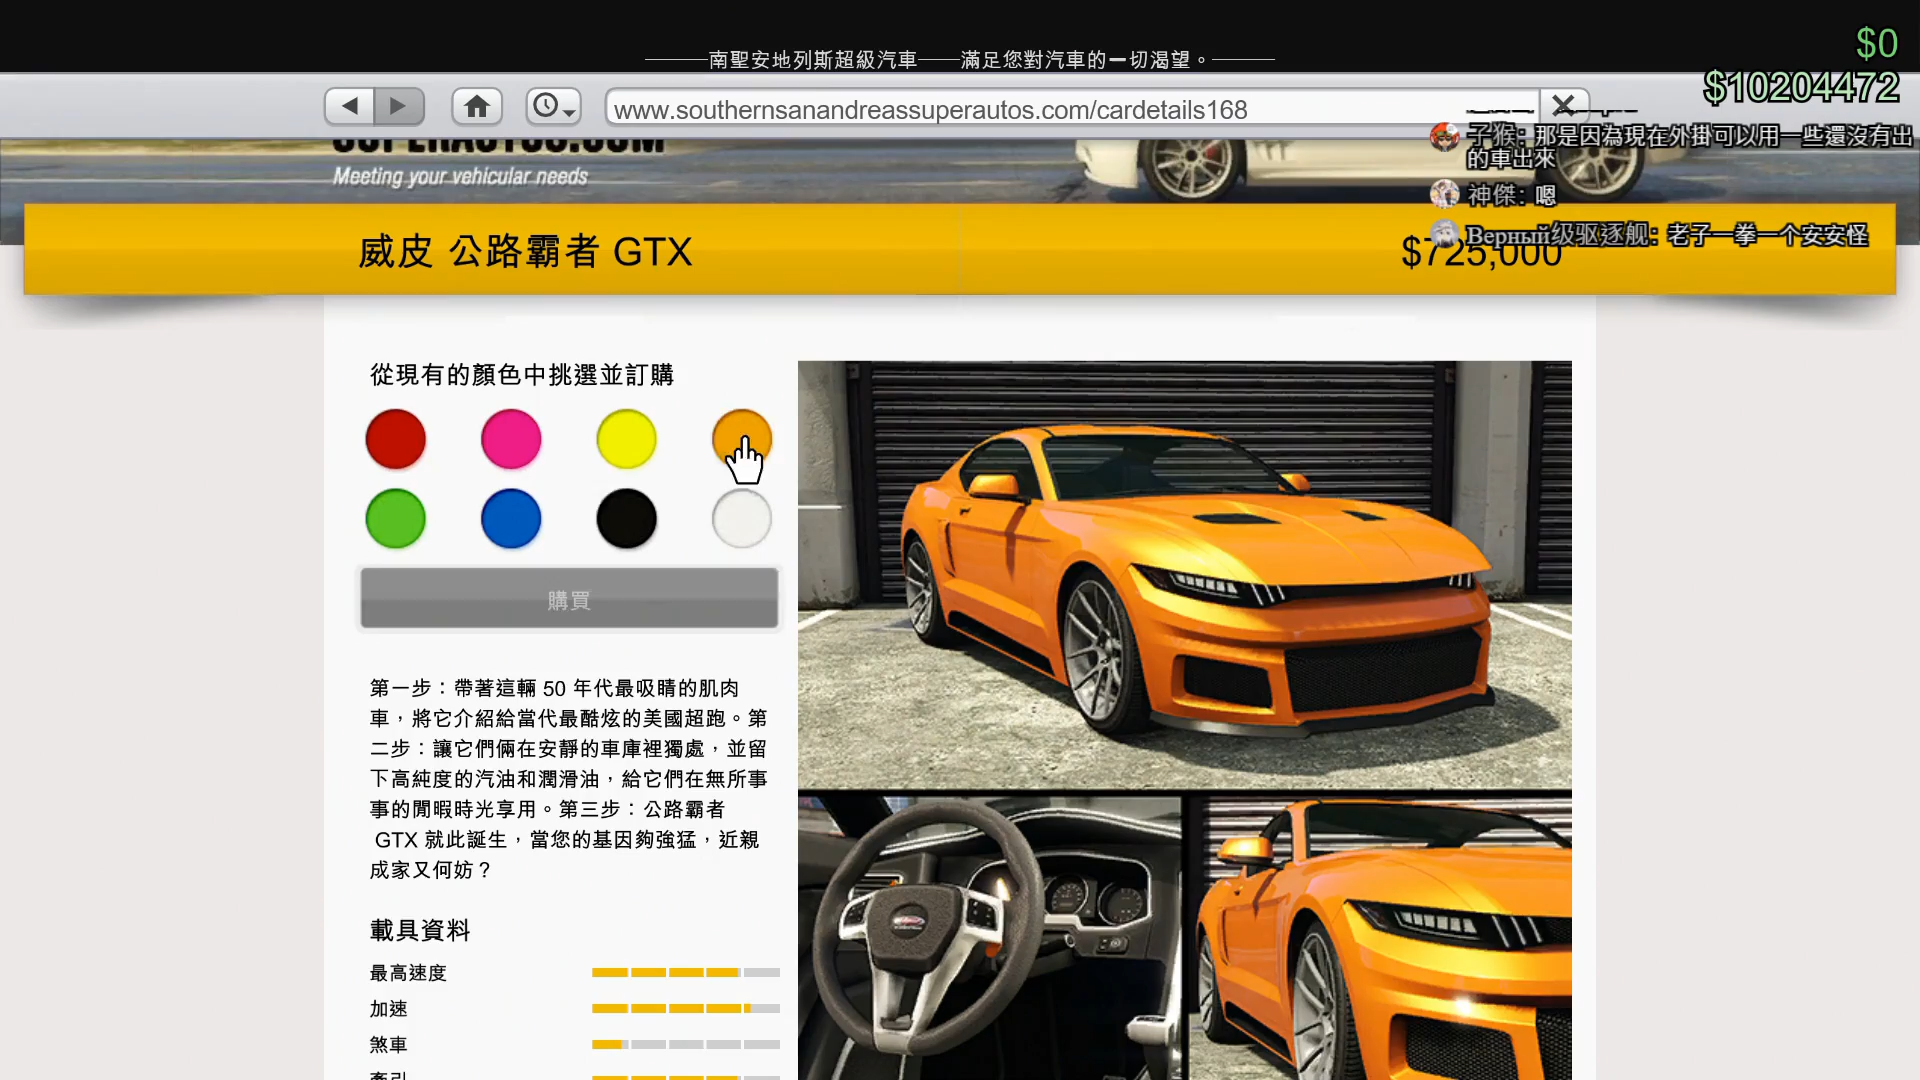 ——南聖安地列斯超級汽車——滿足您對汽車的一切渴望。——
$0
$10204472
www.southernsanandreassuperautos.com/cardetails168
子猴: 那是因為現在外掛可以用一些還沒有出
的車出來
SUPERAUTOS.COM
Meeting your vehicular needs
神傑: 嗯
Верный级驱逐舰: 老子一拳一个安安怪
威皮 公路霸者 GTX
$725,000
從現有的顏色中挑選並訂購
購買
第一步：帶著這輛 50 年代最吸睛的肌肉
車，將它介紹給當代最酷炫的美國超跑。第
二步：讓它們倆在安靜的車庫裡獨處，並留
下高純度的汽油和潤滑油，給它們在無所事
事的閒暇時光享用。第三步：公路霸者
GTX 就此誕生，當您的基因夠強猛，近親
成家又何妨？
載具資料
最高速度
加速
煞車
牽引